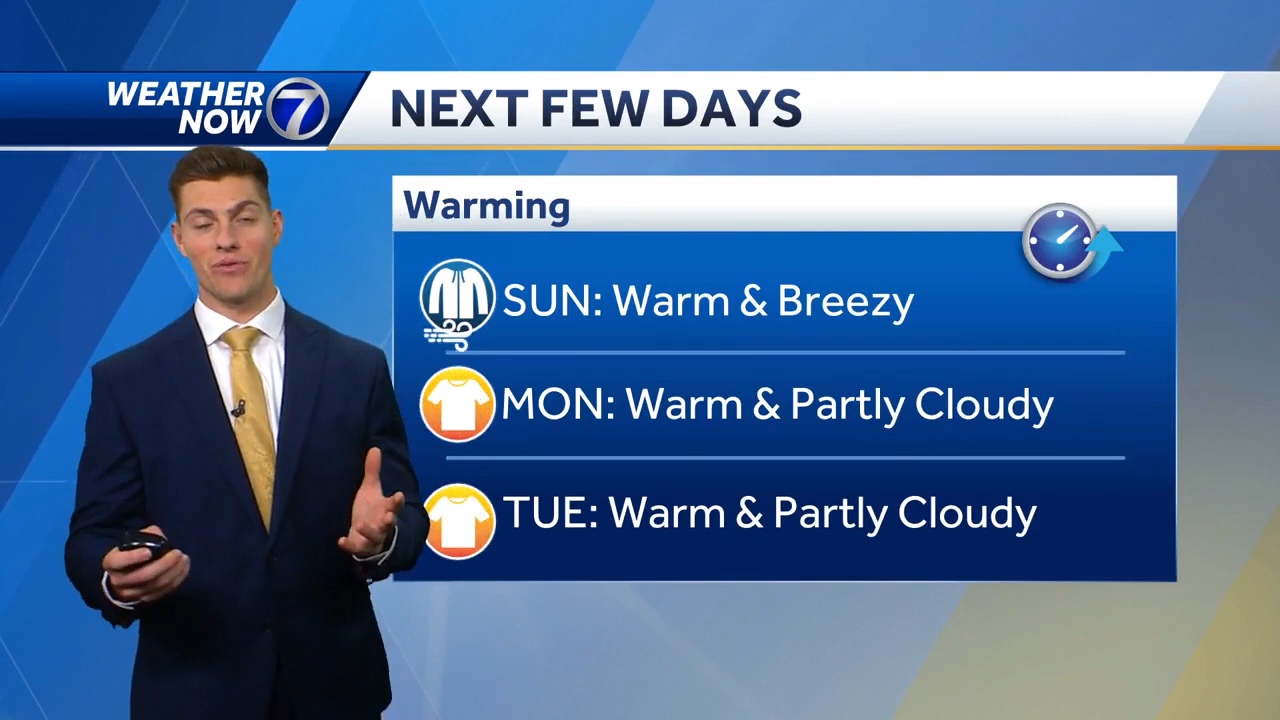 WEATHER
NOW 7
NEXT FEW DAYS
Warming
SUN: Warm & Breezy
MON: Warm & Partly Cloudy
TUE: Warm & Partly Cloudy